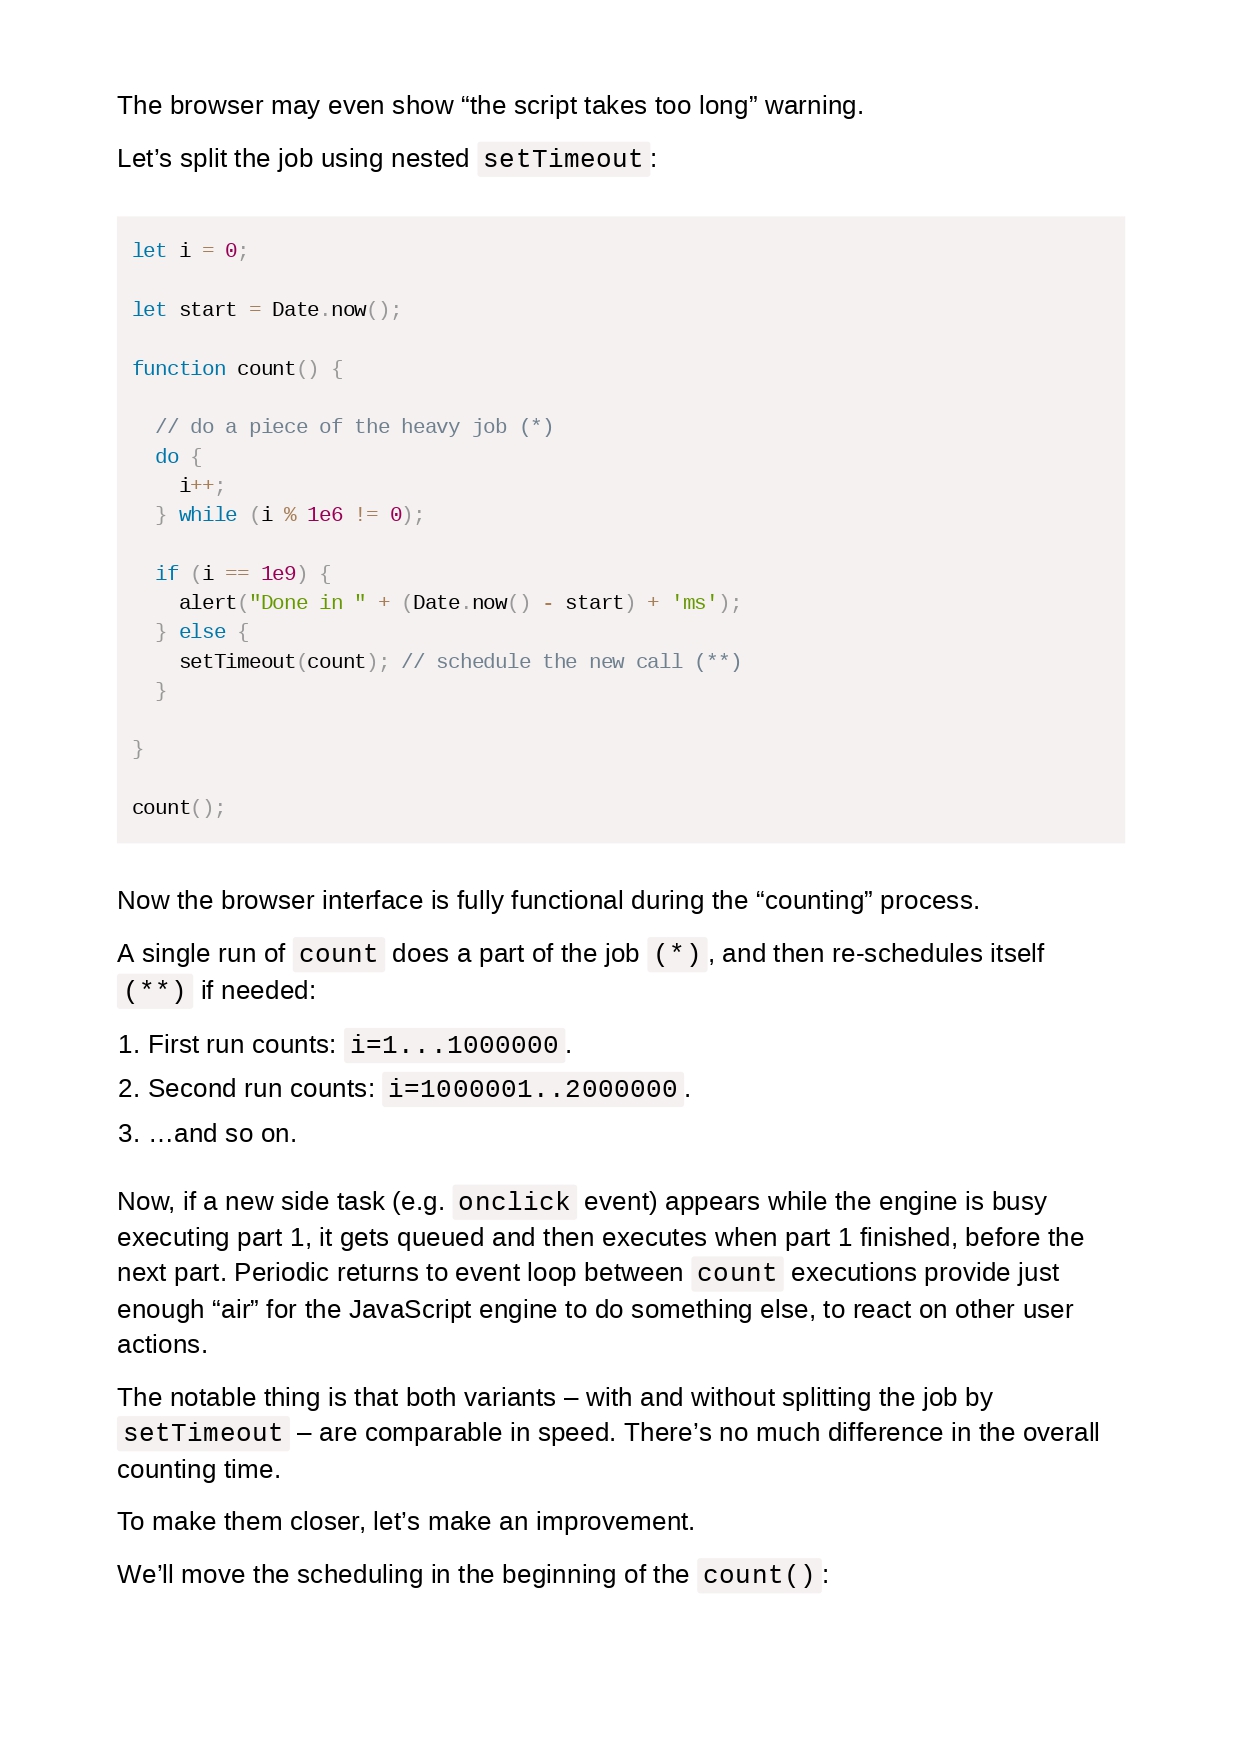 The browser may even show “the script takes too long” warning.
Let’s split the job using nested setTimeout:
let i = 0;
let start = Date.now();
function count() {
  // do a piece of the heavy job (*)
  do {
    i++;
  } while (i % 1e6 != 0);
  if (i == 1e9) {
    alert("Done in " + (Date.now() - start) + 'ms');
  } else {
    setTimeout(count); // schedule the new call (**)
  }
}
count();
Now the browser interface is fully functional during the “counting” process.
A single run of count does a part of the job (*), and then re-schedules itself
(**) if needed:
1. First run counts: i=1...1000000.
2. Second run counts: i=1000001..2000000.
3. …and so on.
Now, if a new side task (e.g. onclick event) appears while the engine is busy
executing part 1, it gets queued and then executes when part 1 finished, before the
next part. Periodic returns to event loop between count executions provide just
enough “air” for the JavaScript engine to do something else, to react on other user
actions.
The notable thing is that both variants – with and without splitting the job by
setTimeout – are comparable in speed. There’s no much difference in the overall
counting time.
To make them closer, let’s make an improvement.
We’ll move the scheduling in the beginning of the count():